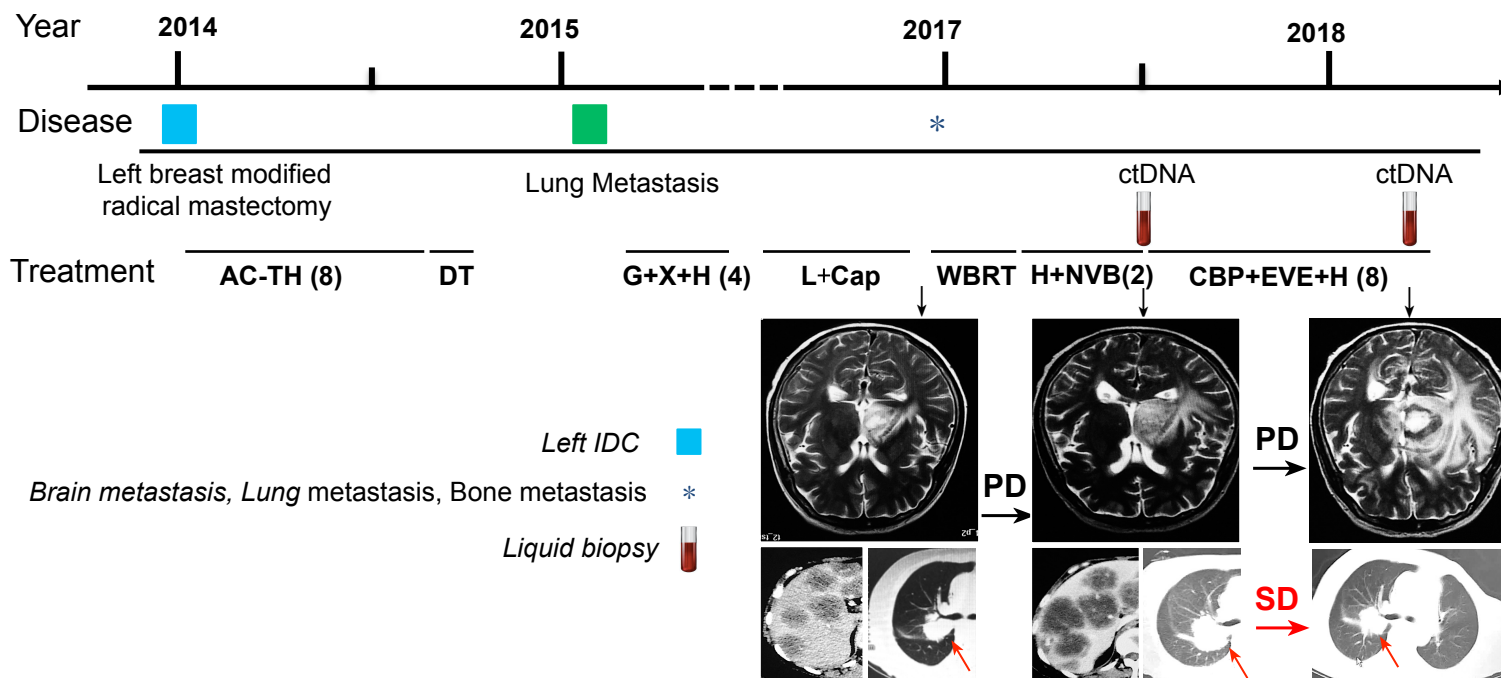 Year
2014
2015
2017
2018
Disease
*
Left breast modified
radical mastectomy
Lung Metastasis
ctDNA
ctDNA
Treatment
AC-TH (8)
DT
G+X+H (4)
L+Cap
WBRT
H+NVB(2)
CBP+EVE+H (8)
Left IDC
Brain metastasis, Lung metastasis, Bone metastasis *
Liquid biopsy
PD
PD
SD